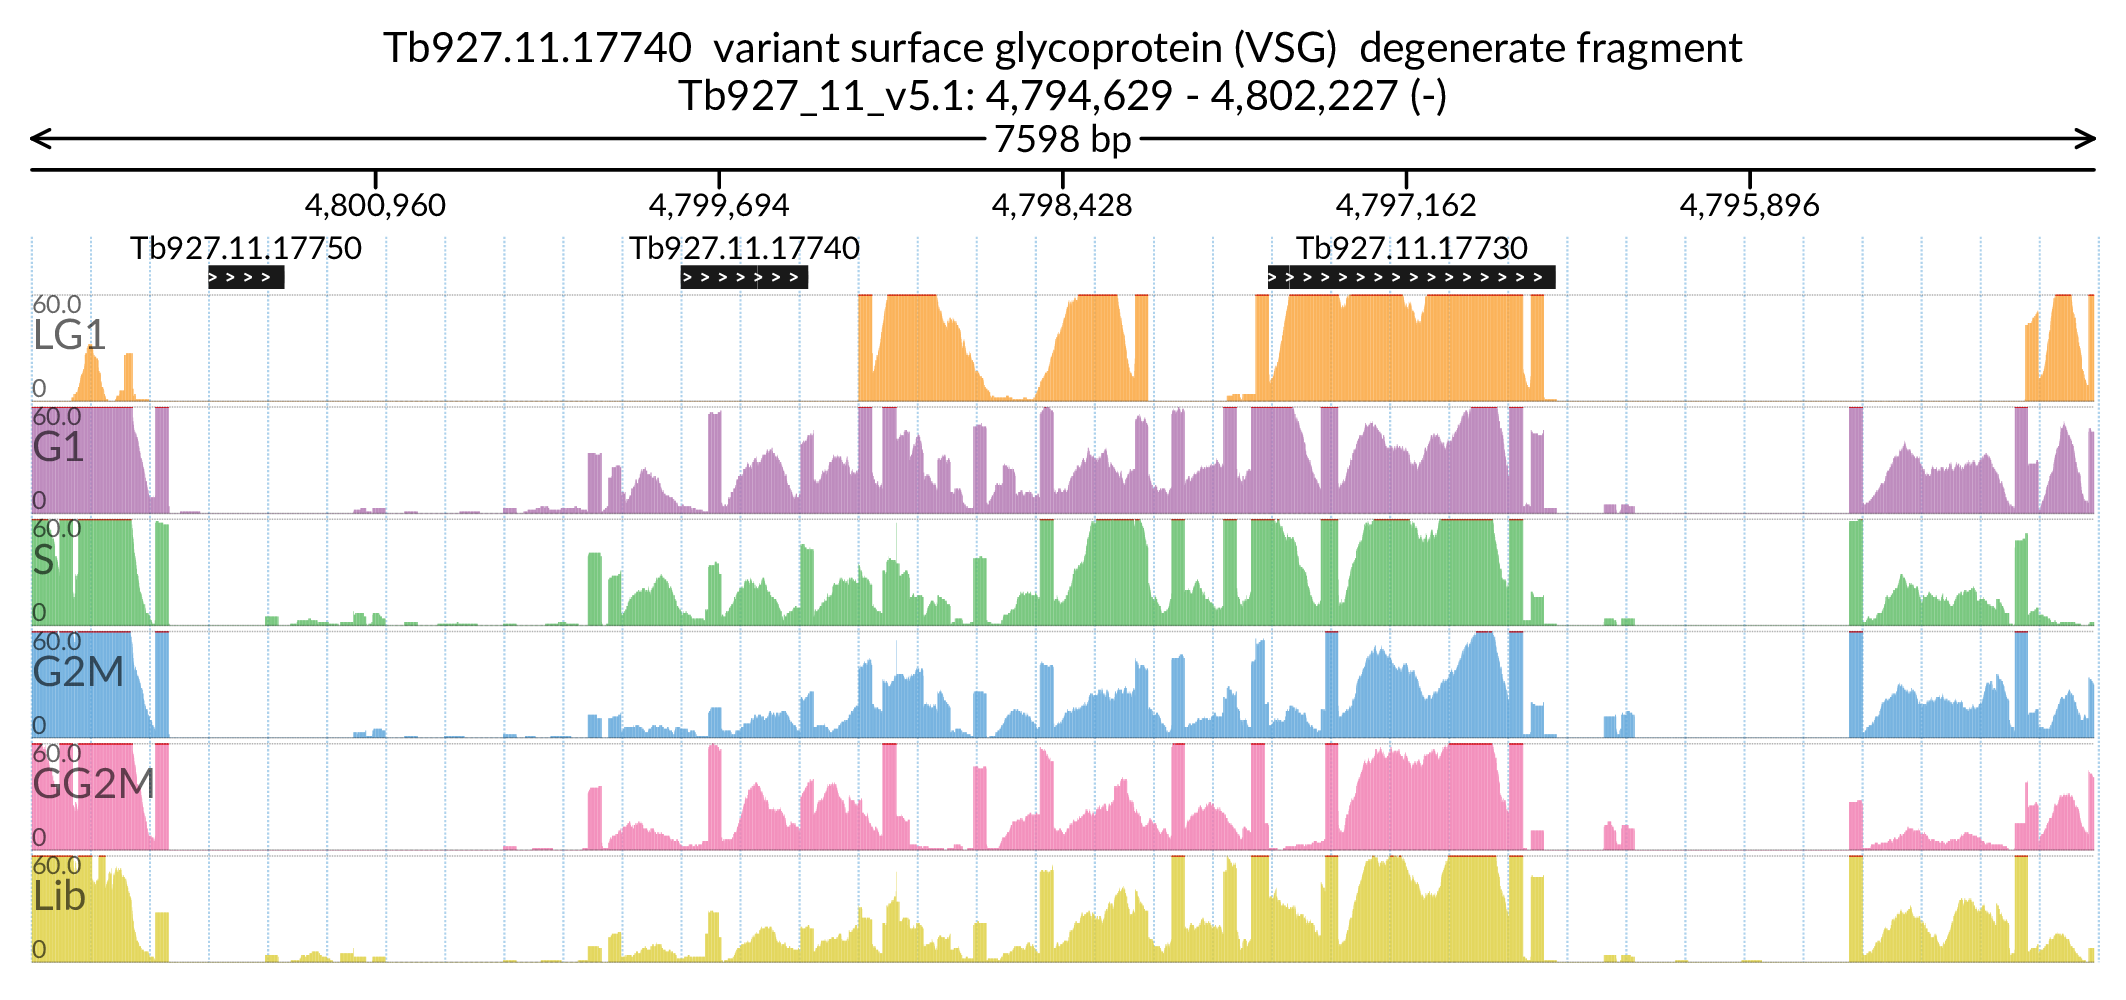 Tb927.11.17740 variant surface glycoprotein (VSG) degenerate fragment
Tb927_11_v5.1: 4,794,629 - 4,802,227 (-)
7598 bp
4,800,960 4,799,694 4,798,428 4,797,162 4,795,896
Tb927.11.17750 Tb927.11.17740 Tb927.11.17730
60.0
LG1
0
60.0
G1
0
60.0
S
0
60.0
G2M
0
60.0
GG2M
0
60.0
Lib
0